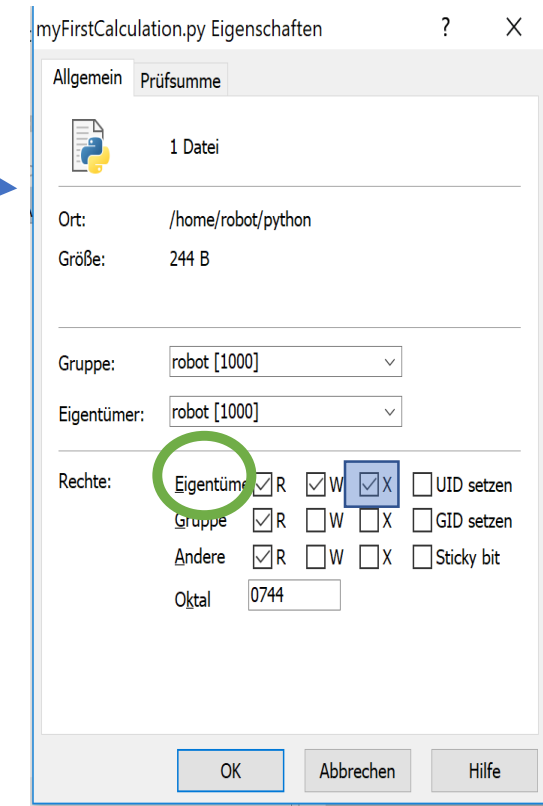 myFirstCalculation.py Eigenschaften ? X
Allgemein Prüfsumme
1 Datei
Ort: /home/robot/python
Größe: 244 B
Gruppe: robot [1000]
Eigentümer: robot [1000]
Rechte: Eigentüme R W X UID setzen
Gruppe R W X GID setzen
Andere R W X Sticky bit
Oktal 0744
OK Abbrechen Hilfe